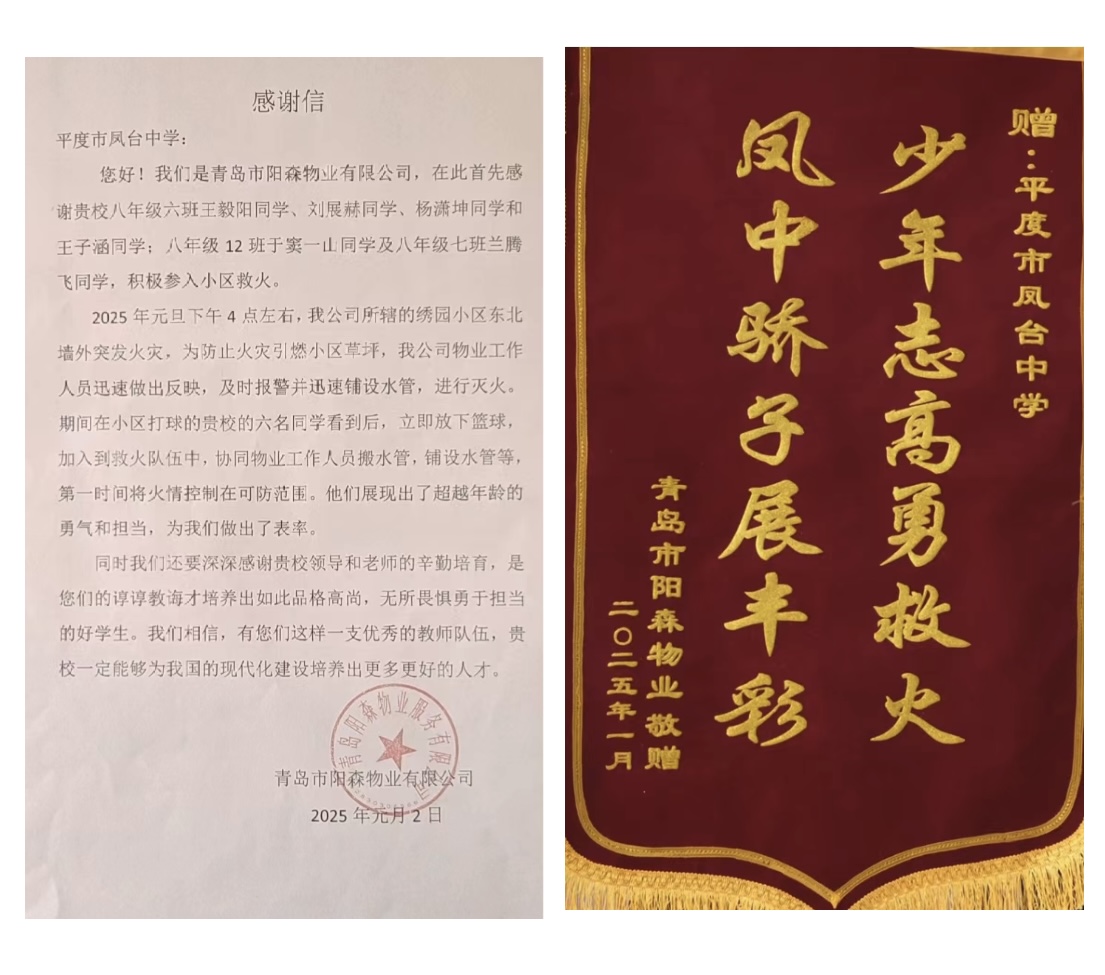 感谢信
平度市凤台中学：
您好！我们是青岛市阳森物业有限公司，在此首先感
谢贵校八年级六班王毅阳同学、刘展赫同学、杨潇坤同学和
王子涵同学；八年级 12 班于窦一山同学及八年级七班兰腾
飞同学，积极参入小区救火。
2025 年元旦下午 4 点左右，我公司所辖的绣园小区东北
墙外突发火灾，为防止火灾引燃小区草坪，我公司物业工作
人员迅速做出反映，及时报警并迅速铺设水管，进行灭火。
期间在小区打球的贵校的六名同学看到后，立即放下篮球，
加入到救火队伍中，协同物业工作人员搬水管，铺设水管等，
第一时间将火情控制在可防范围。他们展现出了超越年龄的
勇气和担当，为我们做出了表率。
同时我们还要深深感谢贵校领导和老师的辛勤培育，是
您们的谆谆教诲才培养出如此品格高尚，无所畏惧勇于担当
的好学生。我们相信，有您们这样一支优秀的教师队伍，贵
校一定能够为我国的现代化建设培养出更多更好的人才。
青岛阳森物业服务有限公司
青岛市阳森物业有限公司
2025 年元月 2 日
赠：平度市凤台中学
少年志高勇救火
凤中骄子展丰彩
青岛市阳森物业敬赠
二〇二五年一月